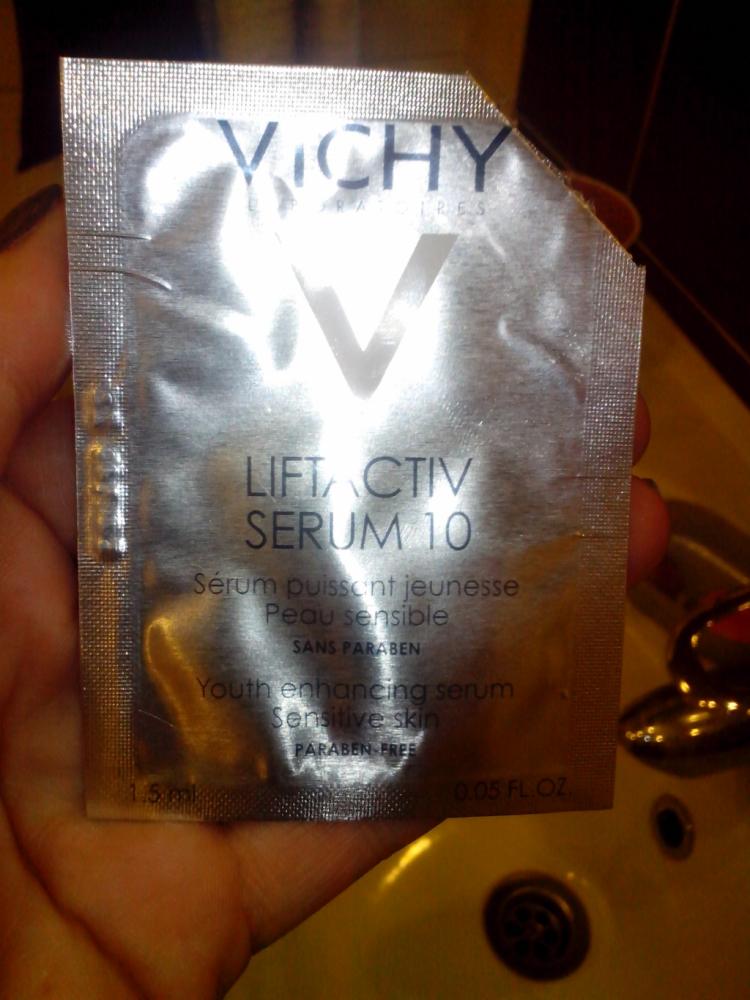 VICHY
LABORATOIRES
LIFTACTIV
SERUM 10
Sérum puissant jeunesse
Peau sensible
SANS PARABEN
Youth enhancing serum
Sensitive skin
PARABEN-FREE
1.5 ml 0.05 FL.OZ.